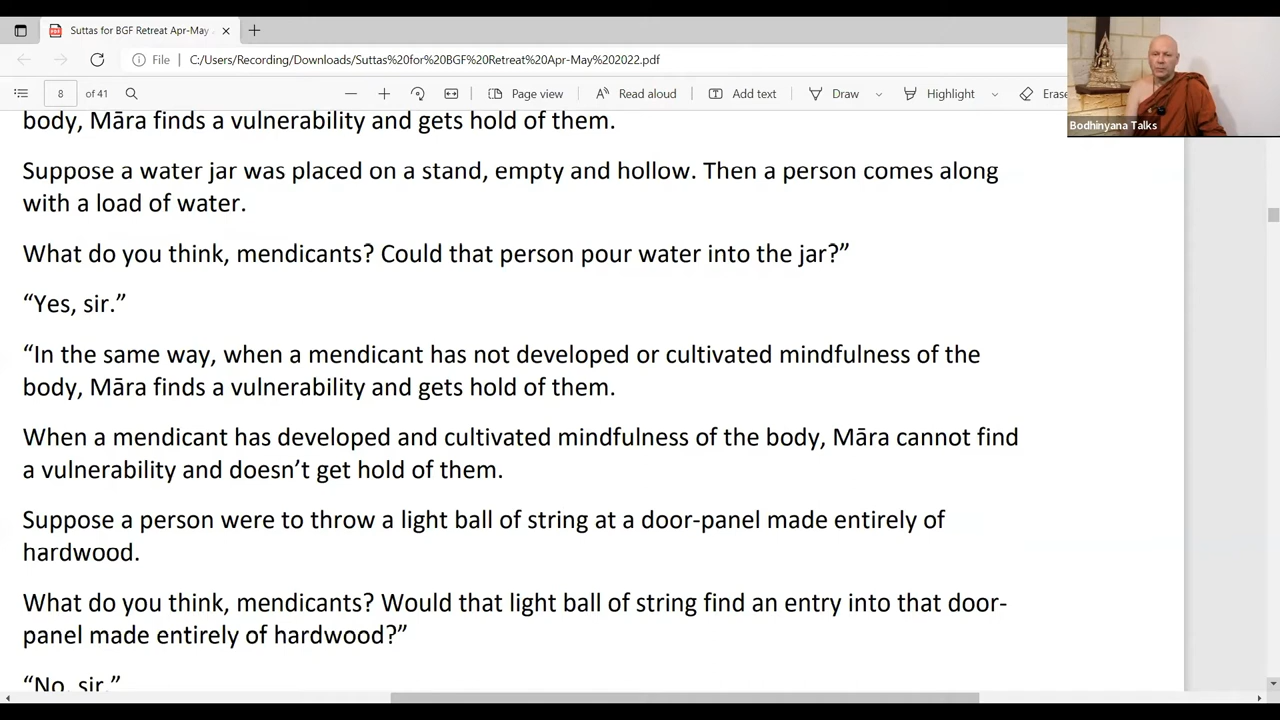 Suttas for BGF Retreat Apr-May
File
C:/Users/Recording/Downloads/Suttas%20for%20BGF%20Retreat%20Apr-May%202022.pdf
8 of 41
Page view
Read aloud
Add text
Draw
Highlight
Erase
Bodhinyana Talks
body, Māra finds a vulnerability and gets hold of them.
Suppose a water jar was placed on a stand, empty and hollow. Then a person comes along
with a load of water.
What do you think, mendicants? Could that person pour water into the jar?”
“Yes, sir.”
“In the same way, when a mendicant has not developed or cultivated mindfulness of the
body, Māra finds a vulnerability and gets hold of them.
When a mendicant has developed and cultivated mindfulness of the body, Māra cannot find
a vulnerability and doesn’t get hold of them.
Suppose a person were to throw a light ball of string at a door-panel made entirely of
hardwood.
What do you think, mendicants? Would that light ball of string find an entry into that door-
panel made entirely of hardwood?”
“No, sir.”